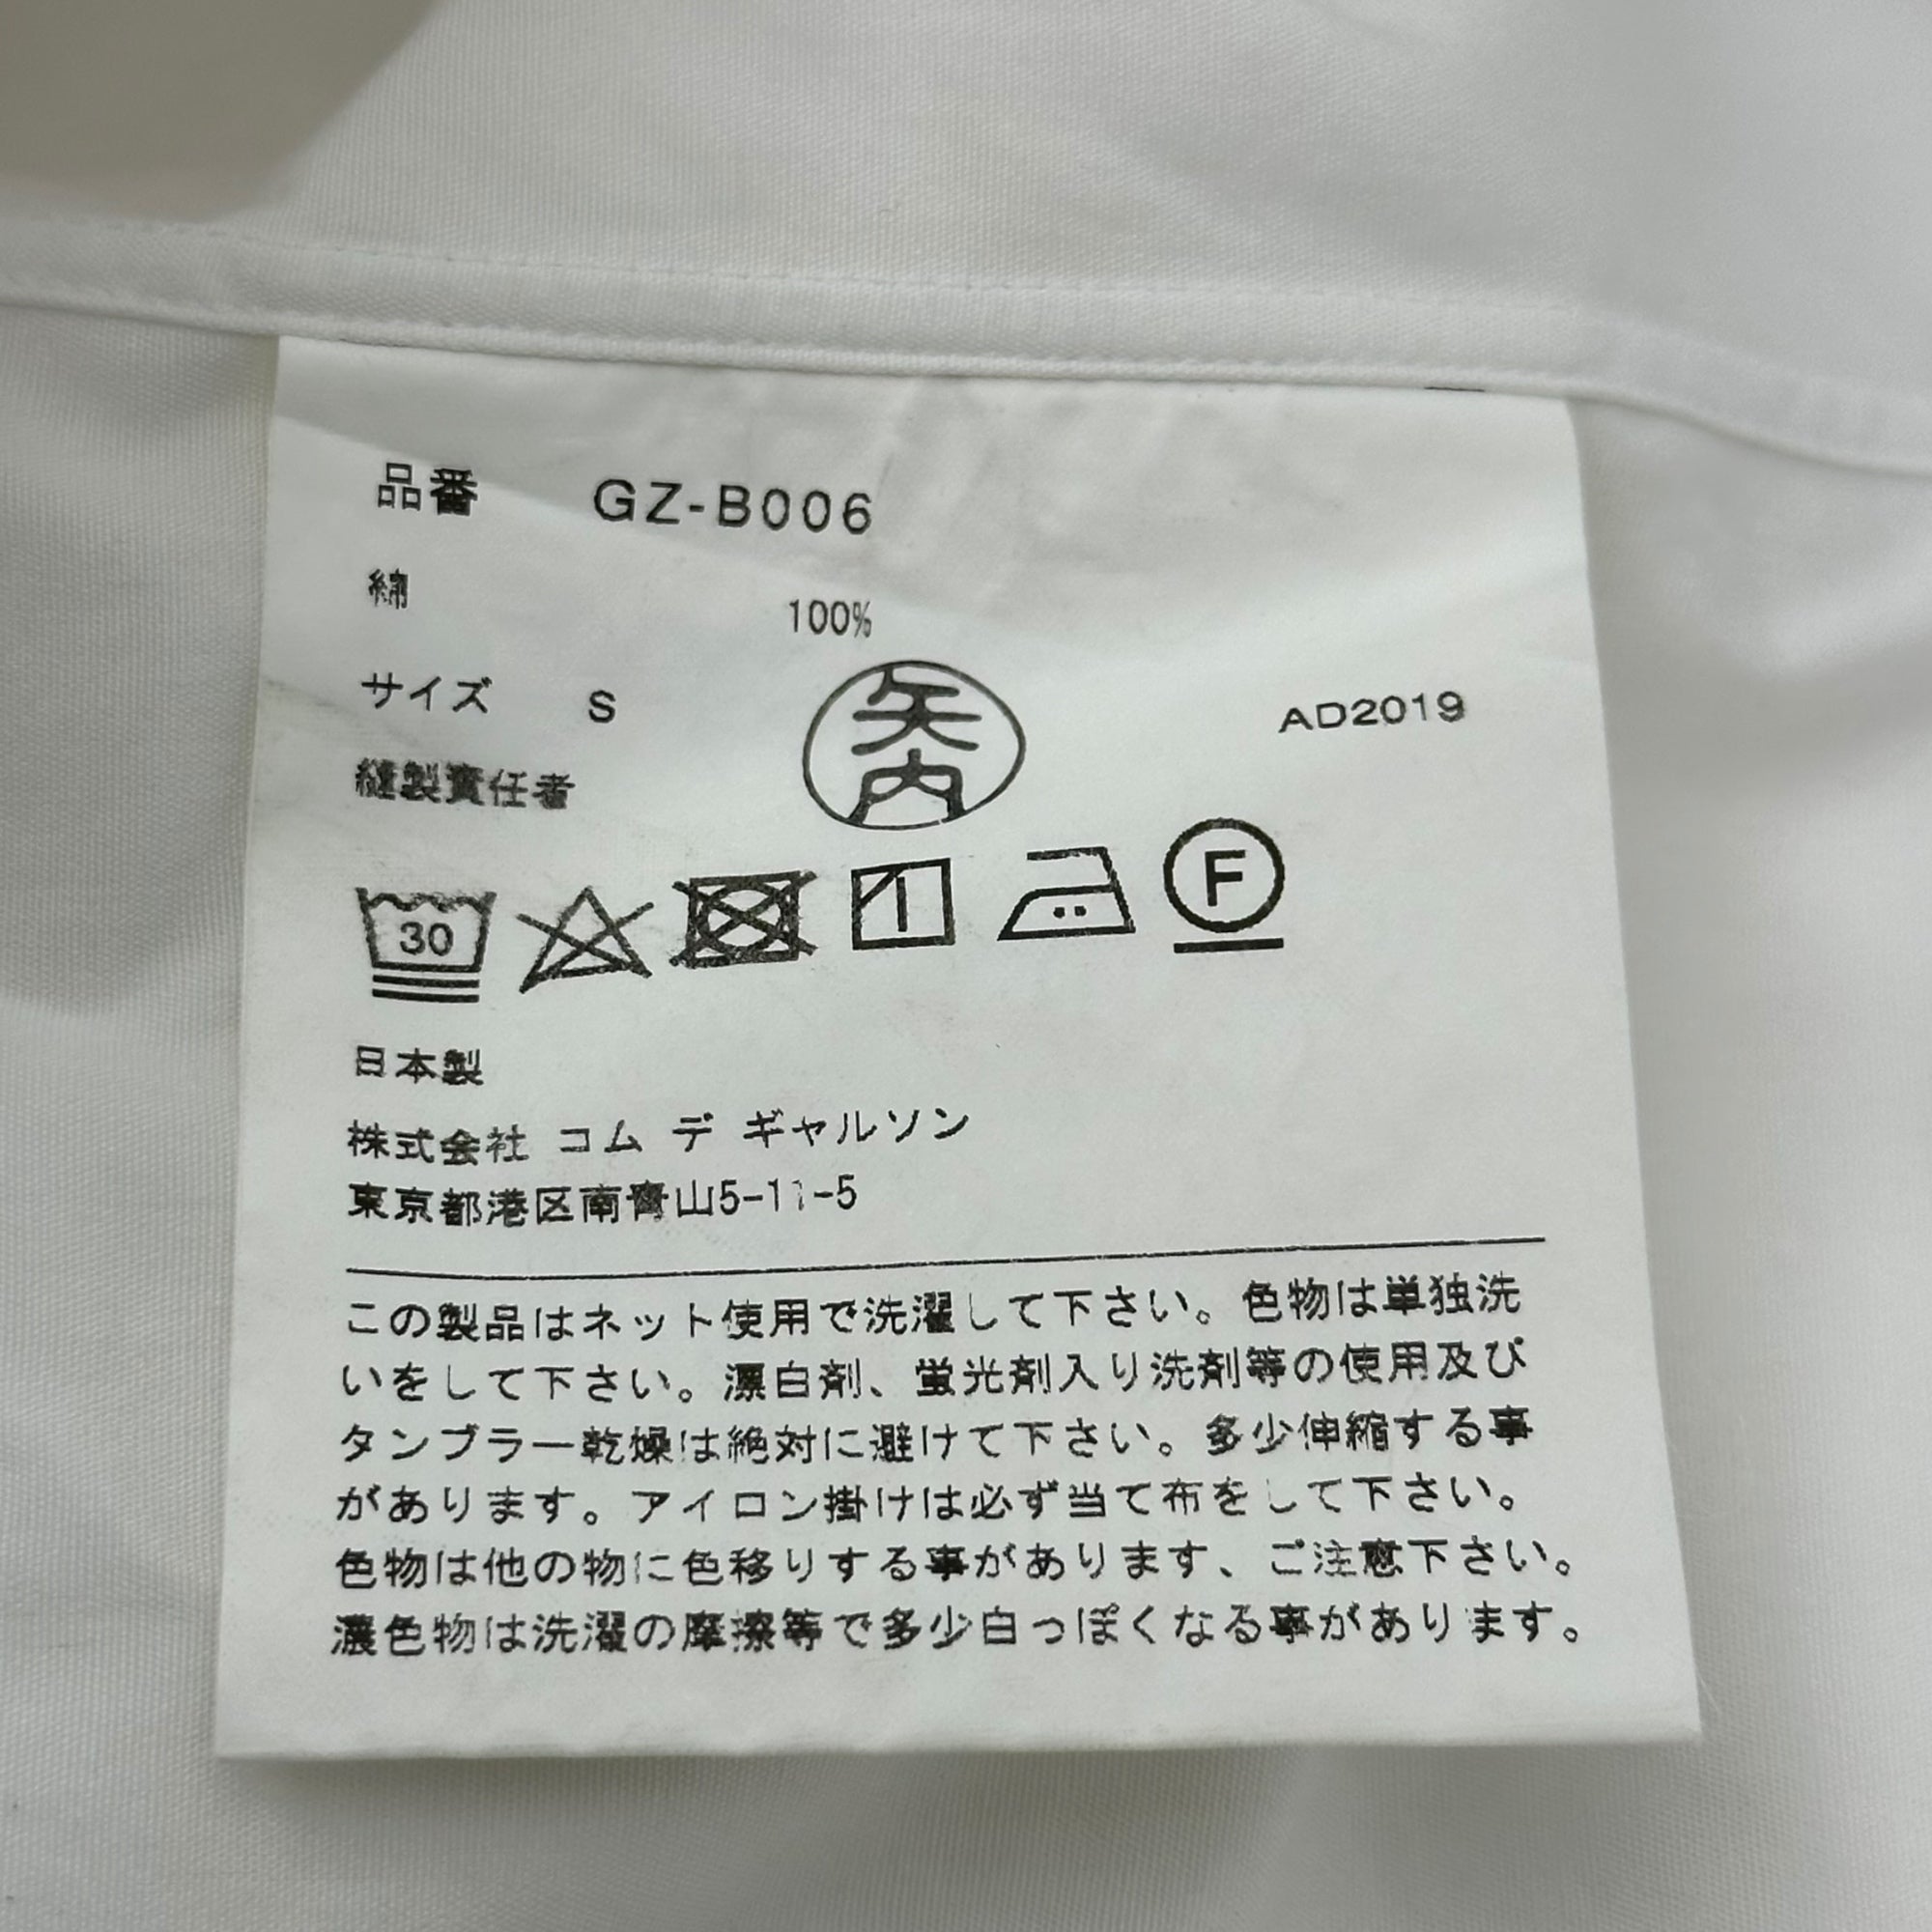 品番 GZ-B006
綿 100%
サイズ S 矢内 AD2019
縫製責任者
30 F
日本製
株式会社 コム デ ギャルソン
東京都港区南青山5-11-5
この製品はネット使用で洗濯して下さい。色物は単独洗
いをして下さい。漂白剤、蛍光剤入り洗剤等の使用及び
タンブラー乾燥は絶対に避けて下さい。多少伸縮する事
があります。アイロン掛けは必ず当て布をして下さい。
色物は他の物に色移りする事があります、ご注意下さい。
濃色物は洗濯の摩擦等で多少白っぽくなる事があります。